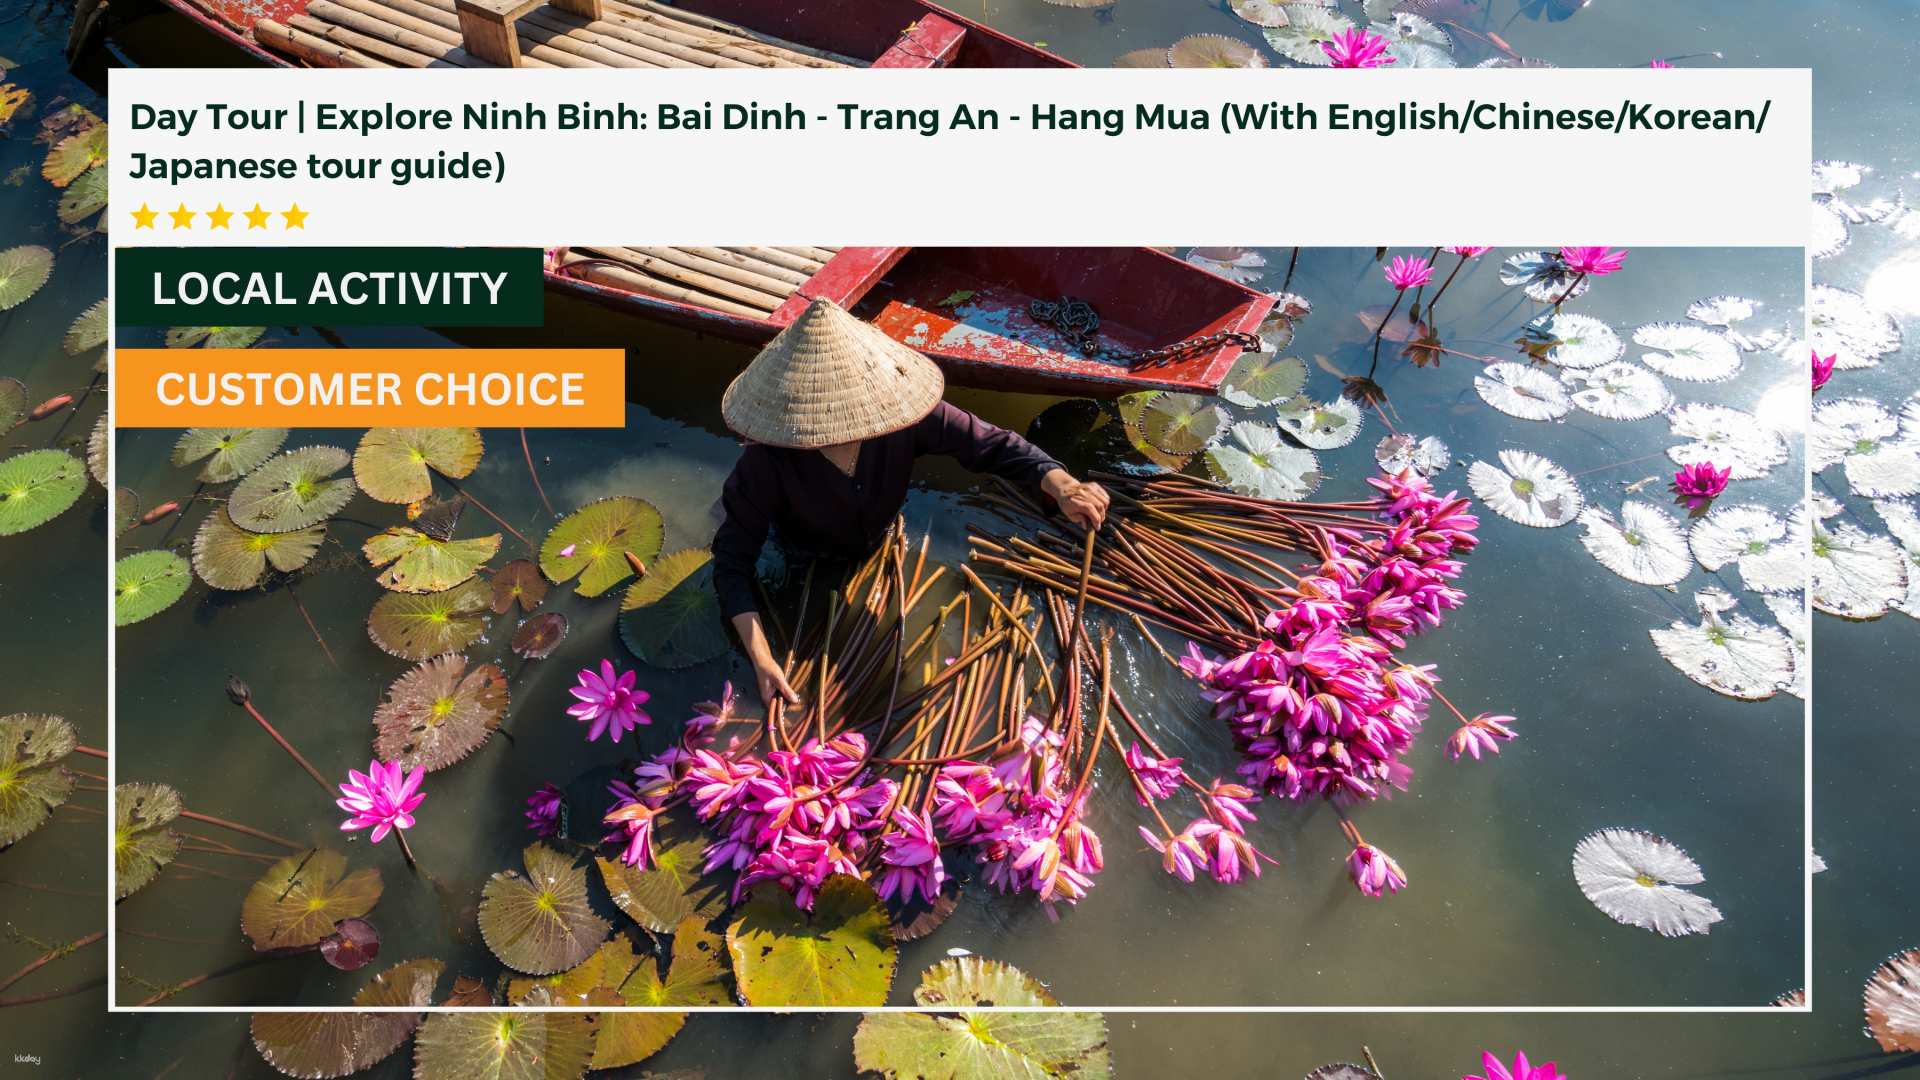 Day Tour | Explore Ninh Binh: Bai Dinh - Trang An - Hang Mua (With English/Chinese/Korean/
Japanese tour guide)
LOCAL ACTIVITY
CUSTOMER CHOICE
kkday